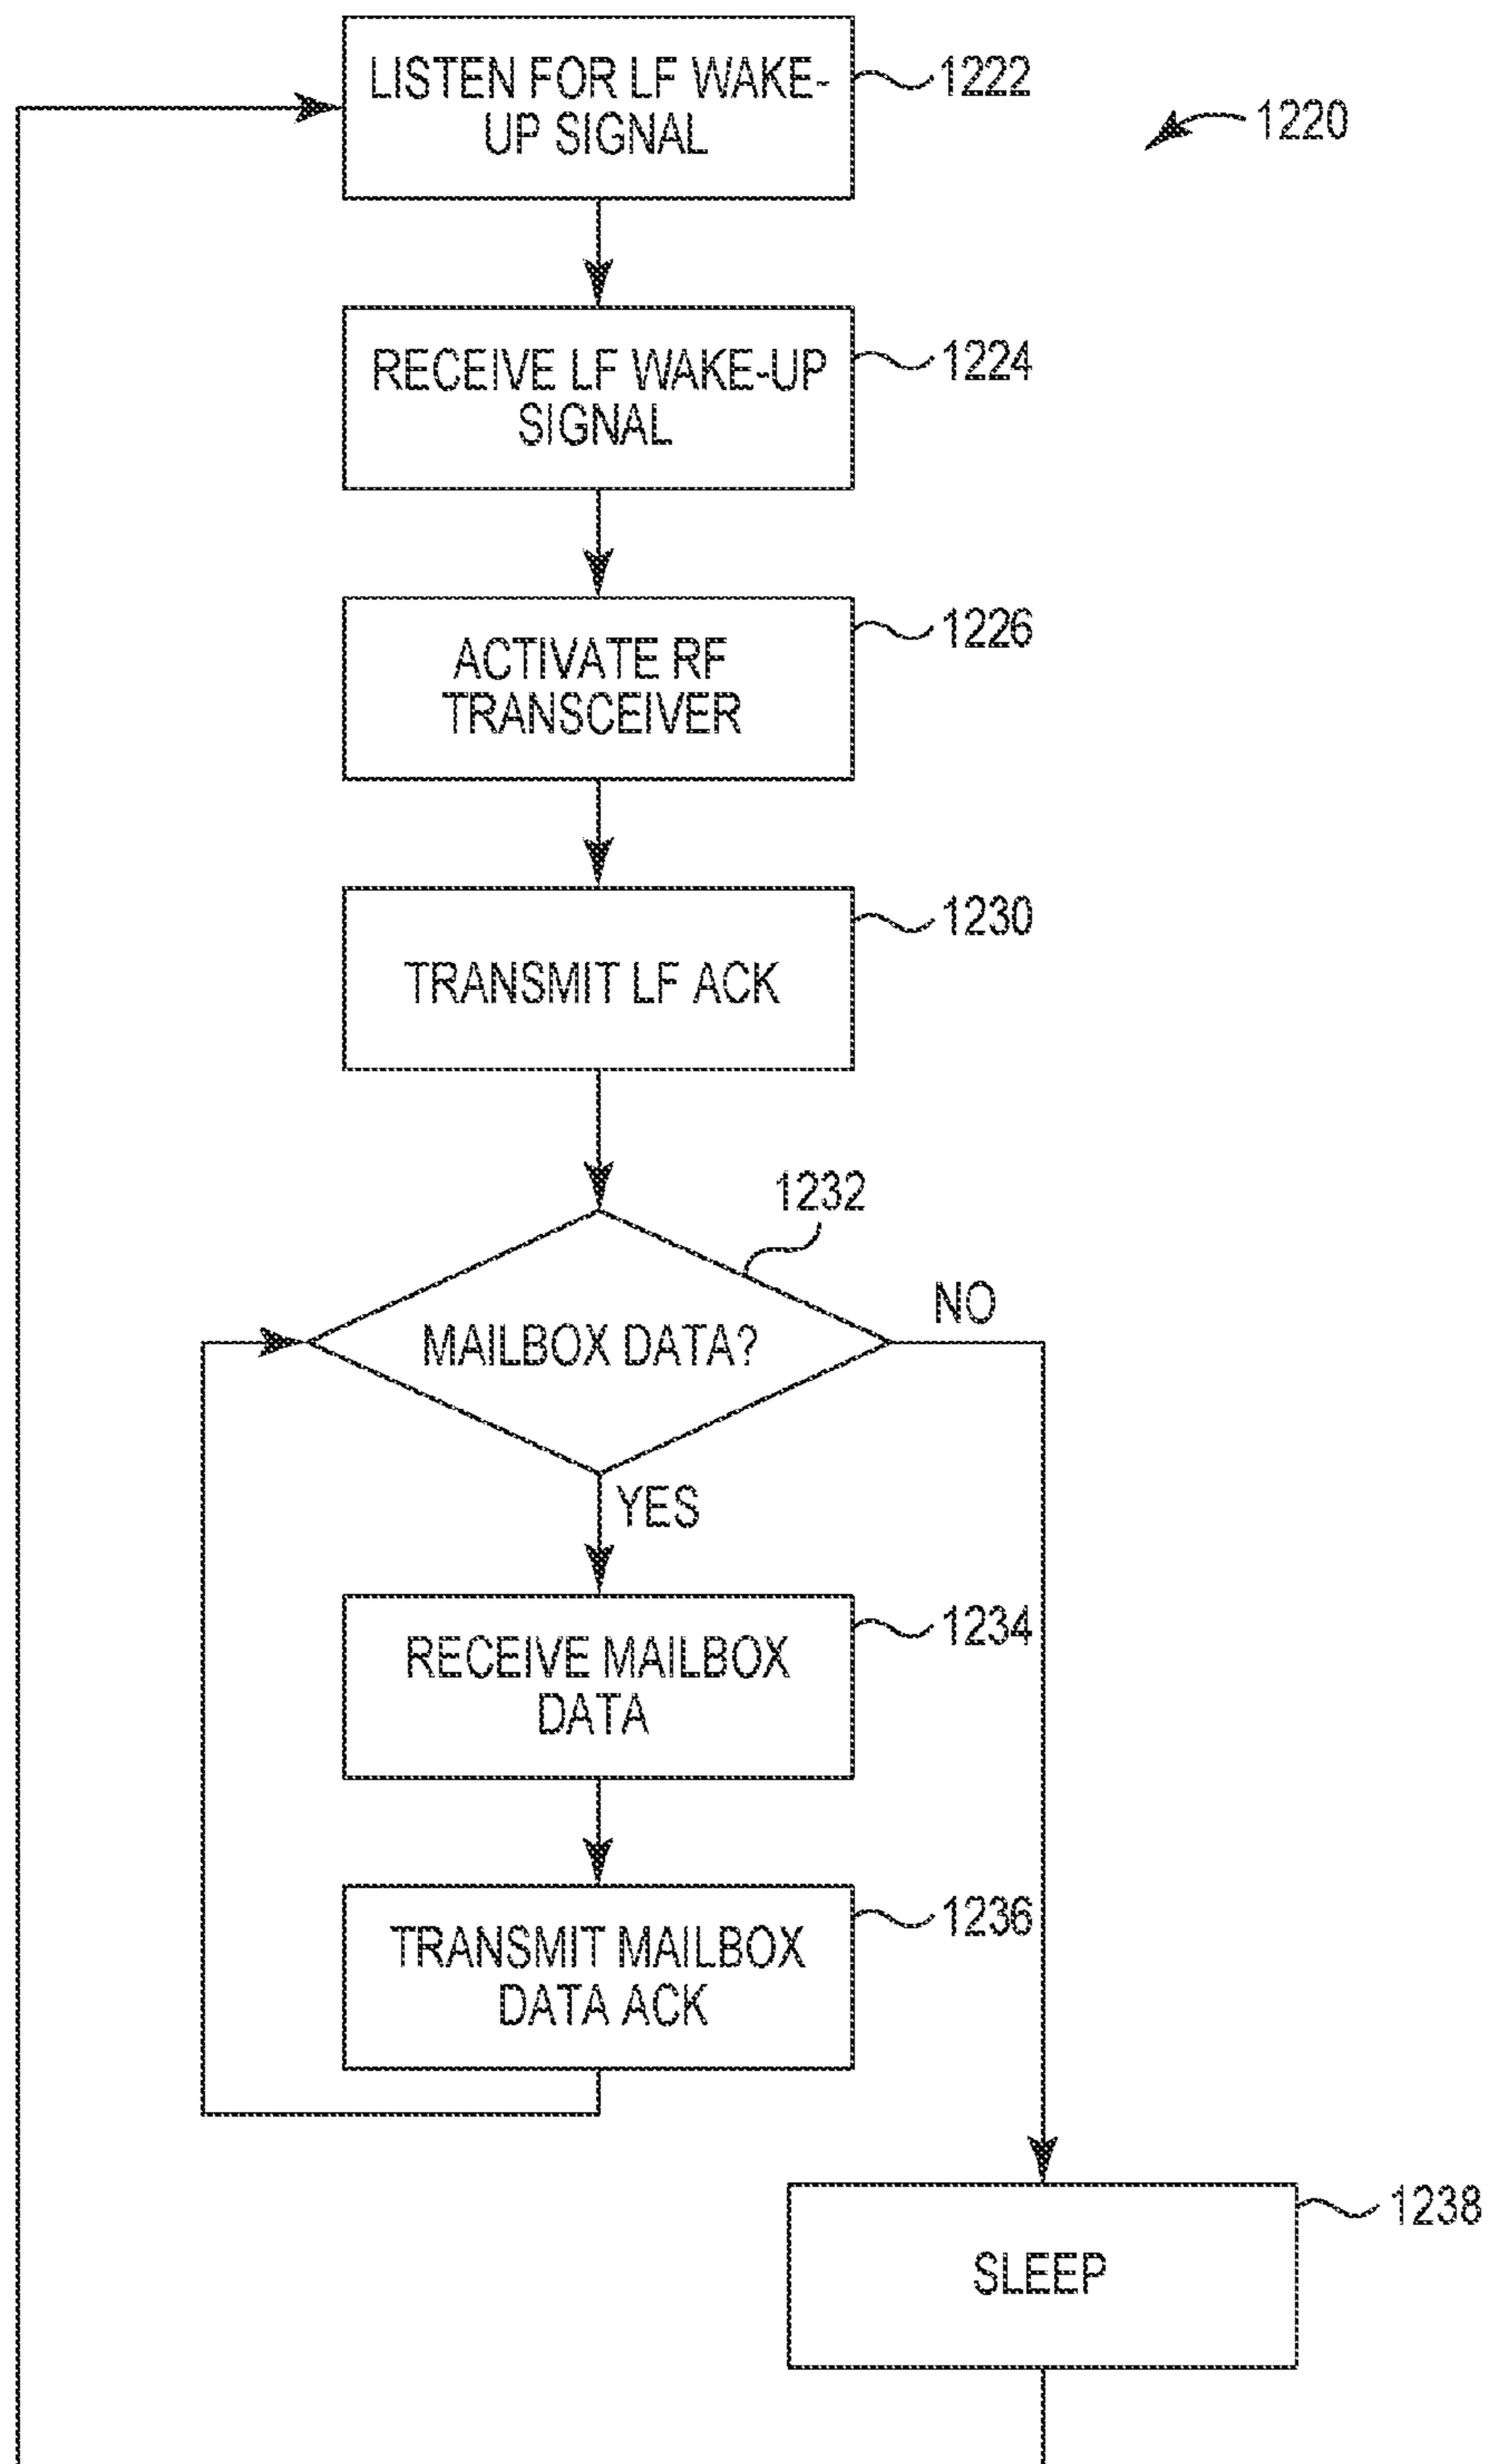 LISTEN FOR LF WAKE-
UP SIGNAL
1222
1220
RECEIVE LF WAKE-UP
SIGNAL
1224
ACTIVATE RF
TRANSCEIVER
1226
TRANSMIT LF ACK
1230
1232
MAILBOX DATA?
NO
YES
RECEIVE MAILBOX
DATA
1234
TRANSMIT MAILBOX
DATA ACK
1236
SLEEP
1238